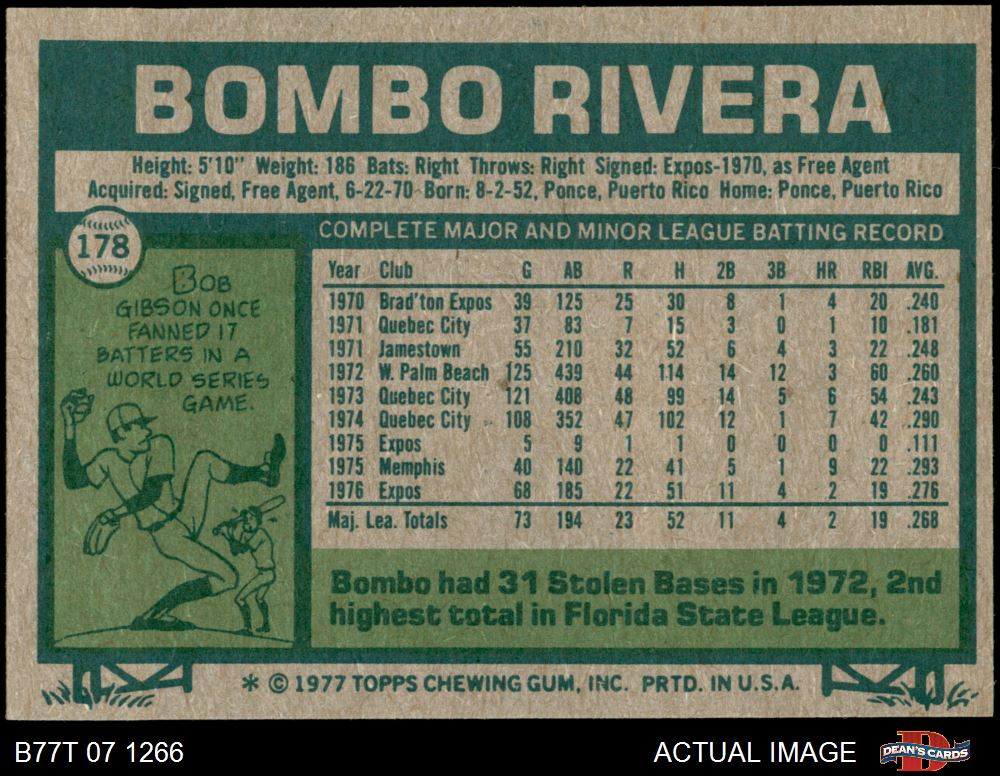 BOMBO RIVERA
Height: 5'10" Weight: 186 Bats: Right Throws: Right Signed: Expos-1970, as Free Agent
Acquired: Signed, Free Agent, 6-22-70 Born: 8-2-52, Ponce, Puerto Rico Home: Ponce, Puerto Rico
178
BOB
GIBSON ONCE
FANNED 17
BATTERS IN A
WORLD SERIES
GAME.
COMPLETE MAJOR AND MINOR LEAGUE BATTING RECORD
Year Club G AB R H 2B 3B HR RBI AVG.
1970 Brad'ton Expos 39 125 25 30 8 1 4 20 .240
1971 Quebec City 37 83 7 15 3 0 1 10 .181
1971 Jamestown 55 210 32 52 6 4 3 22 .248
1972 W. Palm Beach 125 439 44 114 14 12 3 60 .260
1973 Quebec City 121 408 48 99 14 5 6 54 .243
1974 Quebec City 108 352 47 102 12 1 7 42 .290
1975 Expos 5 9 1 1 0 0 0 0 .111
1975 Memphis 40 140 22 41 5 1 9 22 .293
1976 Expos 68 185 22 51 11 4 2 19 .276
Maj. Lea. Totals 73 194 23 52 11 4 2 19 .268
Bombo had 31 Stolen Bases in 1972, 2nd
highest total in Florida State League.
* © 1977 TOPPS CHEWING GUM, INC. PRTD. IN U.S.A.
B77T 07 1266
ACTUAL IMAGE
DEAN'S CARDS